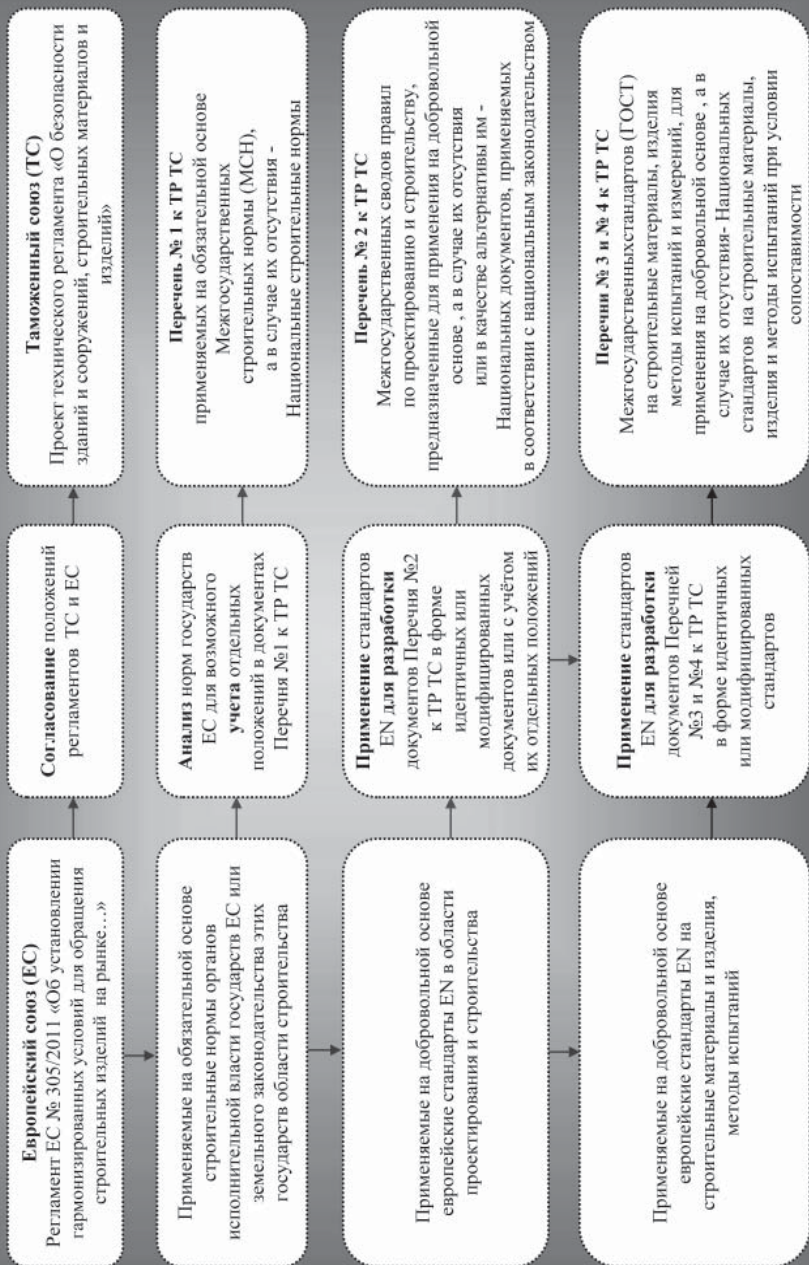 Европейский союз (ЕС)
Регламент ЕС № 305/2011 «Об установлении
гармонизированных условий для обращения
строительных изделий на рынке…»
Согласование положений
регламентов ТС и ЕС
Таможенный союз (ТС)
Проект технического регламента «О безопасности
зданий и сооружений, строительных материалов и
изделий»
Применяемые на обязательной основе
строительные нормы органов
исполнительной власти государств ЕС или
земельного законодательства этих
государств области строительства
Анализ норм государств
ЕС для возможного
учета отдельных
положений в документах
Перечня №1 к ТР ТС
Перечень № 1 к ТР ТС
применяемых на обязательной основе
Межгосударственных
строительных нормы (МСН),
а в случае их отсутствия -
Национальные строительные нормы
Применяемые на добровольной основе
европейские стандарты EN в области
проектирования и строительства
Применение стандартов
EN для разработки
документов Перечня №2
к ТР ТС в форме
идентичных или
модифицированных
документов или с учётом
их отдельных положений
Перечень № 2 к ТР ТС
Межгосударственных сводов правил
по проектированию и строительству,
предназначенные для применения на добровольной
основе , а в случае их отсутствия
или в качестве альтернативы им -
Национальных документов, применяемых
в соответствии с национальным законодательством
Применяемые на добровольной основе
европейские стандарты EN на
строительные материалы и изделия,
методы испытаний
Применение стандартов
EN для разработки
документов Перечней
№3 и №4 к ТР ТС
в форме идентичных
или модифицированных
стандартов
Перечни № 3 и № 4 к ТР ТС
Межгосударственныхстандартов (ГОСТ)
на строительные материалы, изделия
методы испытаний и измерений, для
применения на добровольной основе , а в
случае их отсутствия- Национальных
стандартов на строительные материалы,
изделия и методы испытаний при условии
сопоставимости